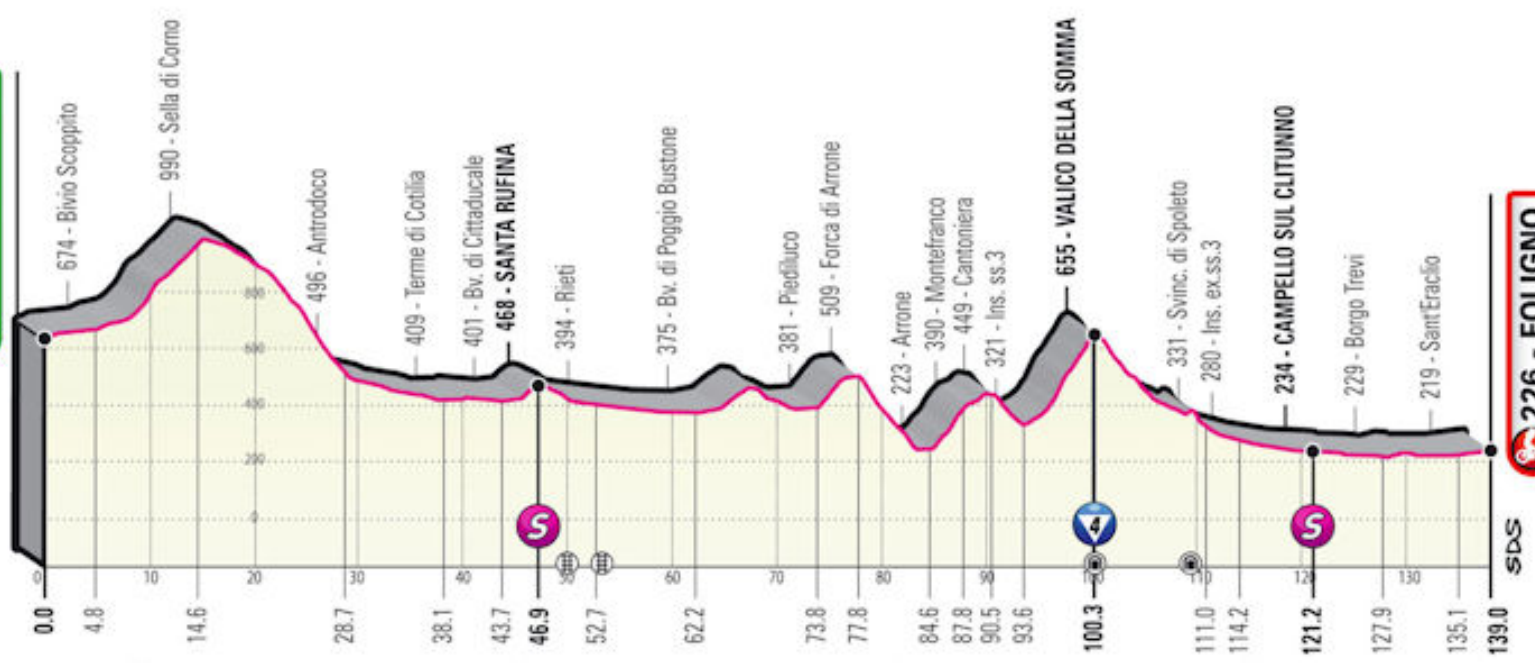 674 - Bivio Scoppito
990 - Sella di Corno
496 - Antrodoco
409 - Terme di Cotilia
401 - Bv. di Cittaducale
468 - SANTA RUFINA
394 - Rieti
375 - Bv. di Poggio Bustone
381 - Piediluco
509 - Forca di Arrone
223 - Arrone
390 - Montefranco
449 - Cantoniera
321 - Ins. ss.3
655 - VALICO DELLA SOMMA
331 - Svinc. di Spoleto
280 - Ins. ex.ss.3
234 - CAMPELLO SUL CLITUNNO
229 - Borgo Trevi
219 - Sant'Eraclio
226 - FOLIGNO
800
600
400
200
0
S
4
S
SDS
0 10 20 30 40 50 60 70 80 90 100 110 120 130
0.0 4.8 14.6 28.7 38.1 43.7 46.9 52.7 62.2 73.8 77.8 84.6 87.8 90.5 93.6 100.3 111.0 114.2 121.2 127.9 135.1 139.0